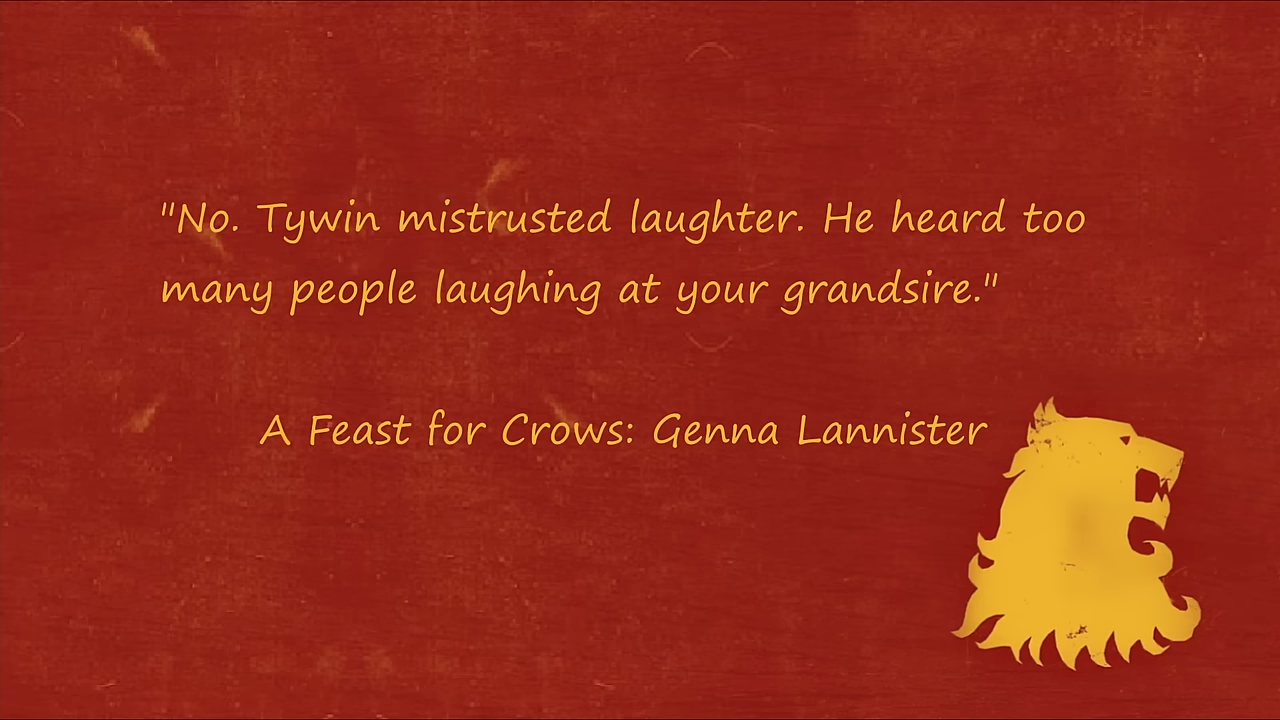 "No. Tywin mistrusted laughter. He heard too
many people laughing at your grandsire."
A Feast for Crows: Genna Lannister